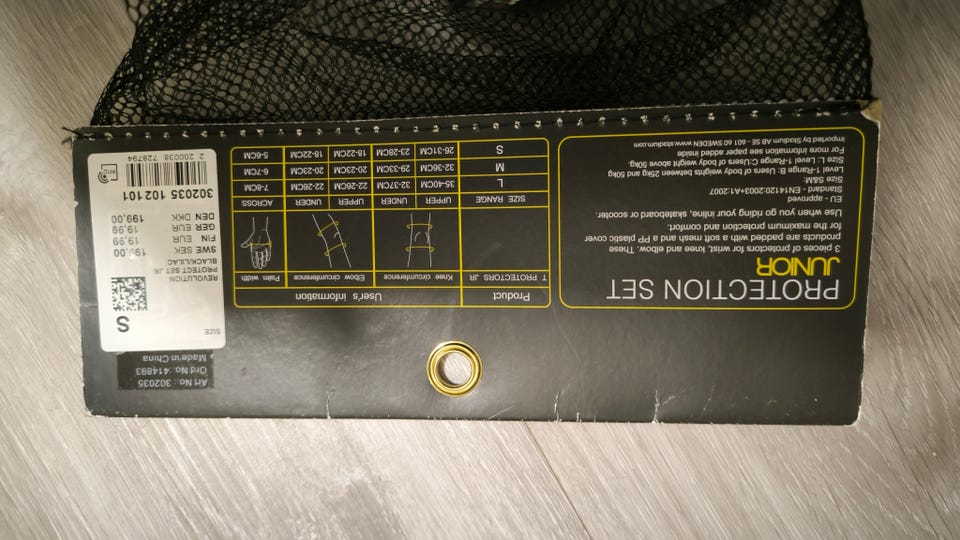 PROTECTION SET
JUNIOR
3 pieces of protectors for wrist, knee and elbow. These
products are padded with a soft mesh and a PP plastic cover
for the maximum protection and comfort.
Use when you go riding your inline, skateboard or scooter.
EU - approved
Standard - EN14120:2003+A1:2007
Size S&M:
Level 1-Range B: Users of body weights between 25kg and 50kg
Size L: Level 1-Range C:Users of body weight above 50kg.
For more information see paper added inside
Imported by Stadium AB SE - 601 60 SWEDEN www.stadium.com
Product User's information
T PROTECTORS JR Knee circumference Elbow circumference Palm width
SIZE RANGE UPPER UNDER UPPER UNDER ACROSS
L 35-40CM 32-37CM 22-26CM 22-26CM 7-8CM
M 32-36CM 29-33CM 20-23CM 20-23CM 6-7CM
S 28-31CM 23-28CM 18-22CM 18-22CM 5-6CM
Art No.: 302035
Ord No.:414893
Made in China
SIZE
S
REVOLUTION
PROTECT SET JR
BLACK/LILAC
SWE SEK 199,00
FIN EUR 19,99
GER EUR 19,99
DEN DKK 199,00
302035 102 101
2 200038 728794